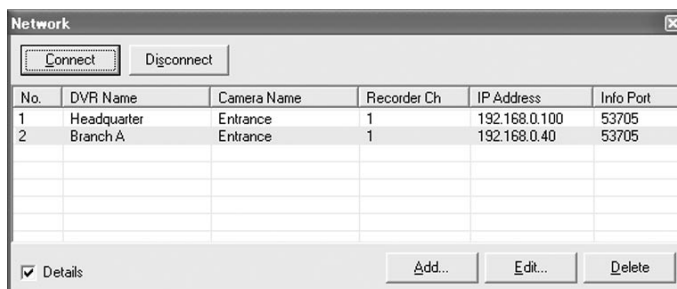 Network
Connect Disconnect
No. DVR Name Camera Name Recorder Ch IP Address Info Port
1 Headquarter Entrance 1 192.168.0.100 53705
2 Branch A Entrance 1 192.168.0.40 53705
Details Add... Edit... Delete